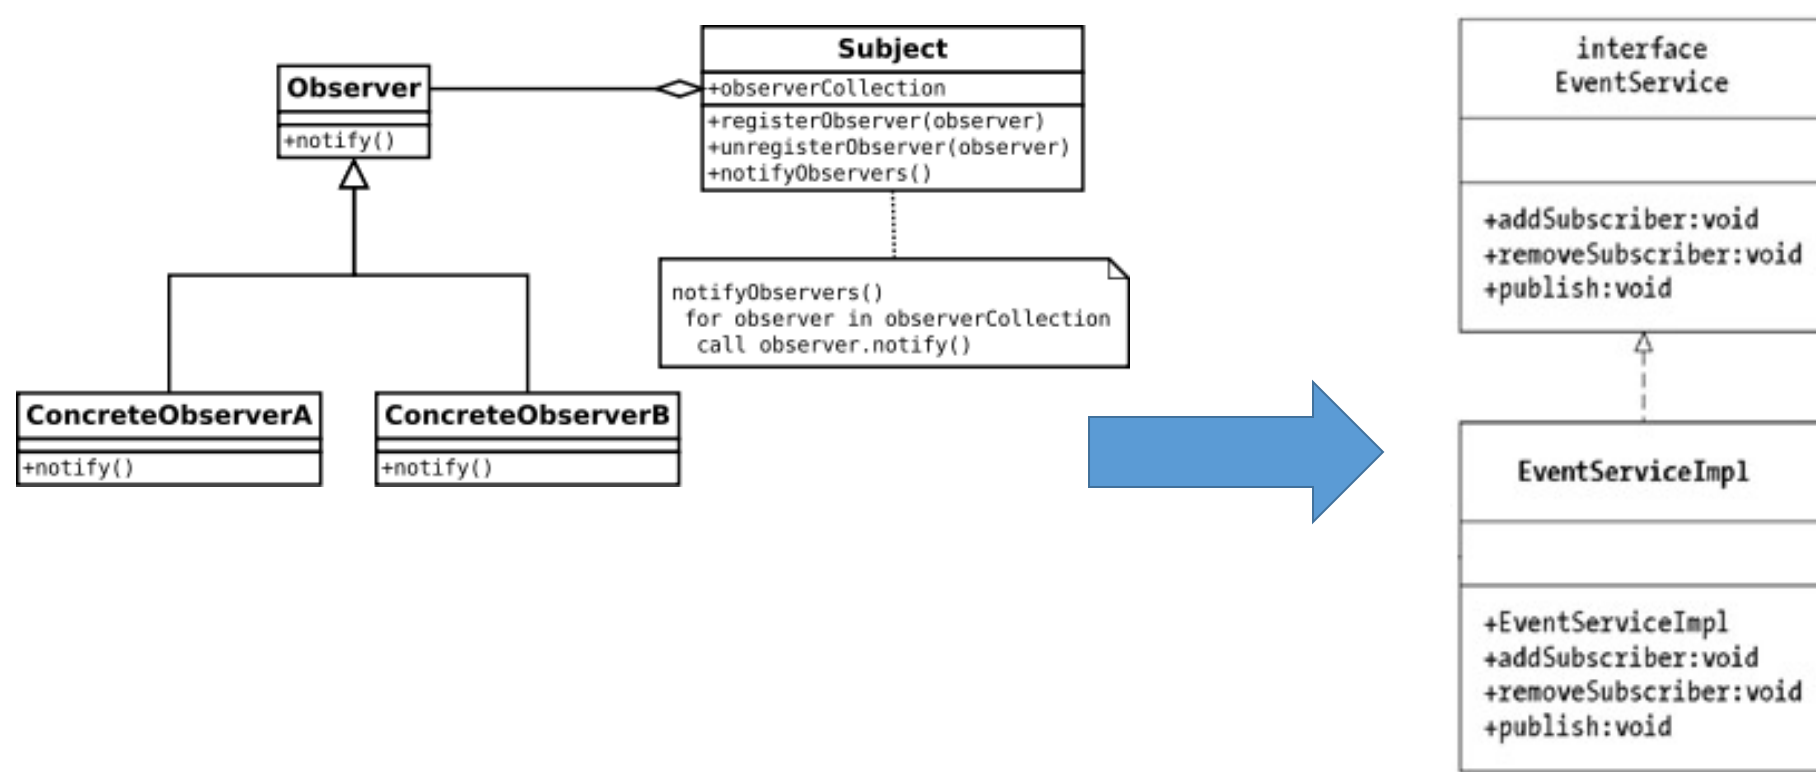 Observer
+notify()
Subject
+observerCollection
+registerObserver(observer)
+unregisterObserver(observer)
+notifyObservers()
notifyObservers()
for observer in observerCollection
call observer.notify()
ConcreteObserverA
+notify()
ConcreteObserverB
+notify()
interface
EventService
+addSubscriber:void
+removeSubscriber:void
+publish:void
EventServiceImpl
+EventServiceImpl
+addSubscriber:void
+removeSubscriber:void
+publish:void